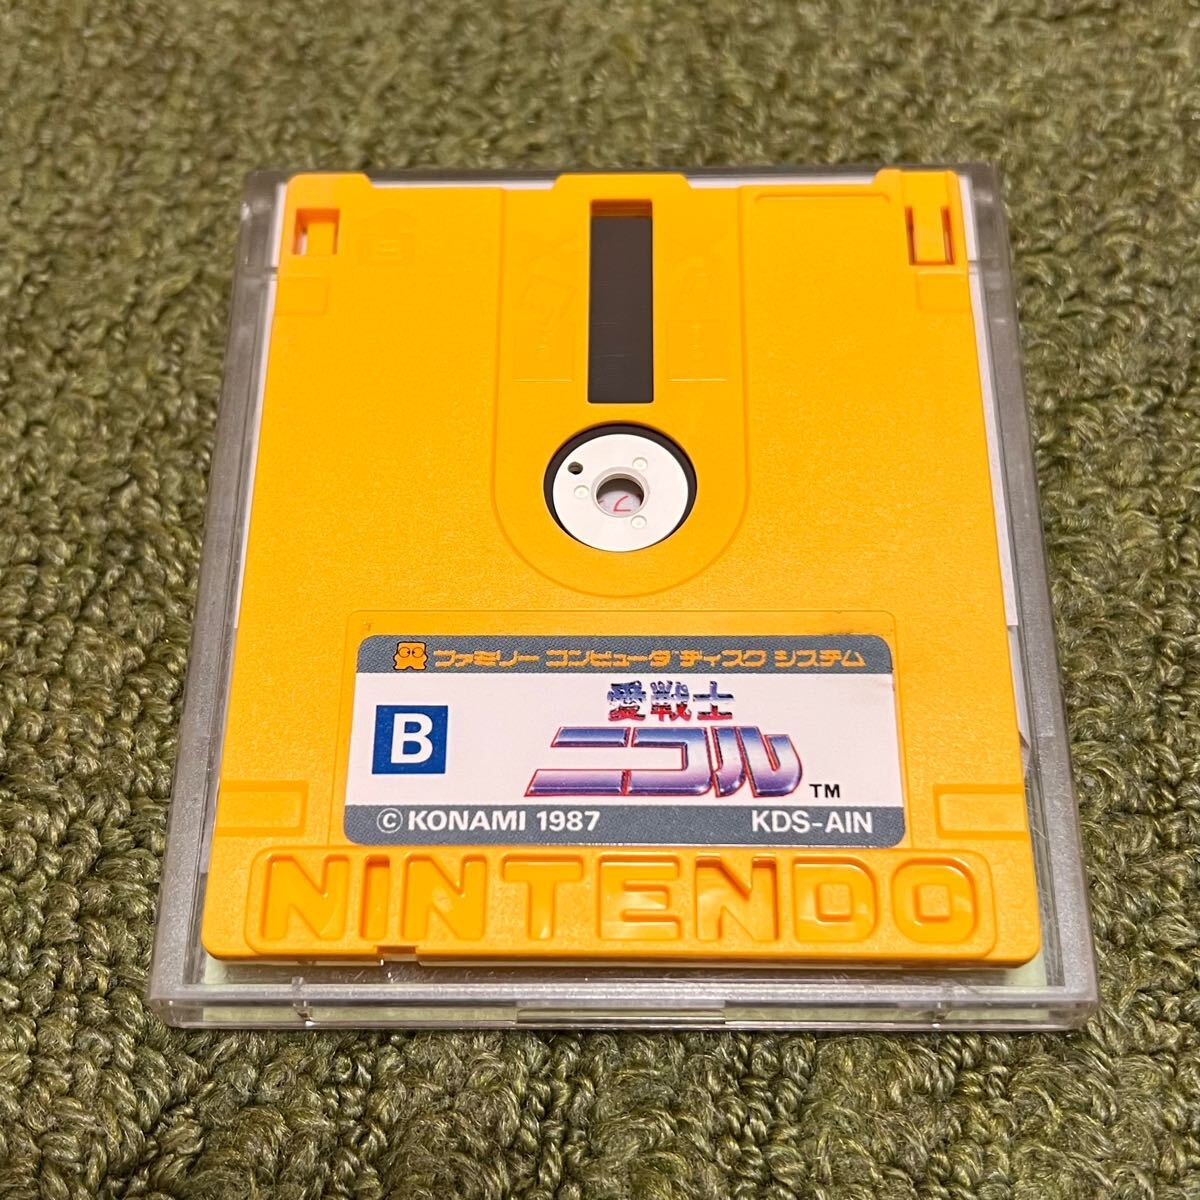 ファミリー コンピュータ ディスク システム
愛戦士
B
ニコル
TM
© KONAMI 1987 KDS-AIN
NINTENDO